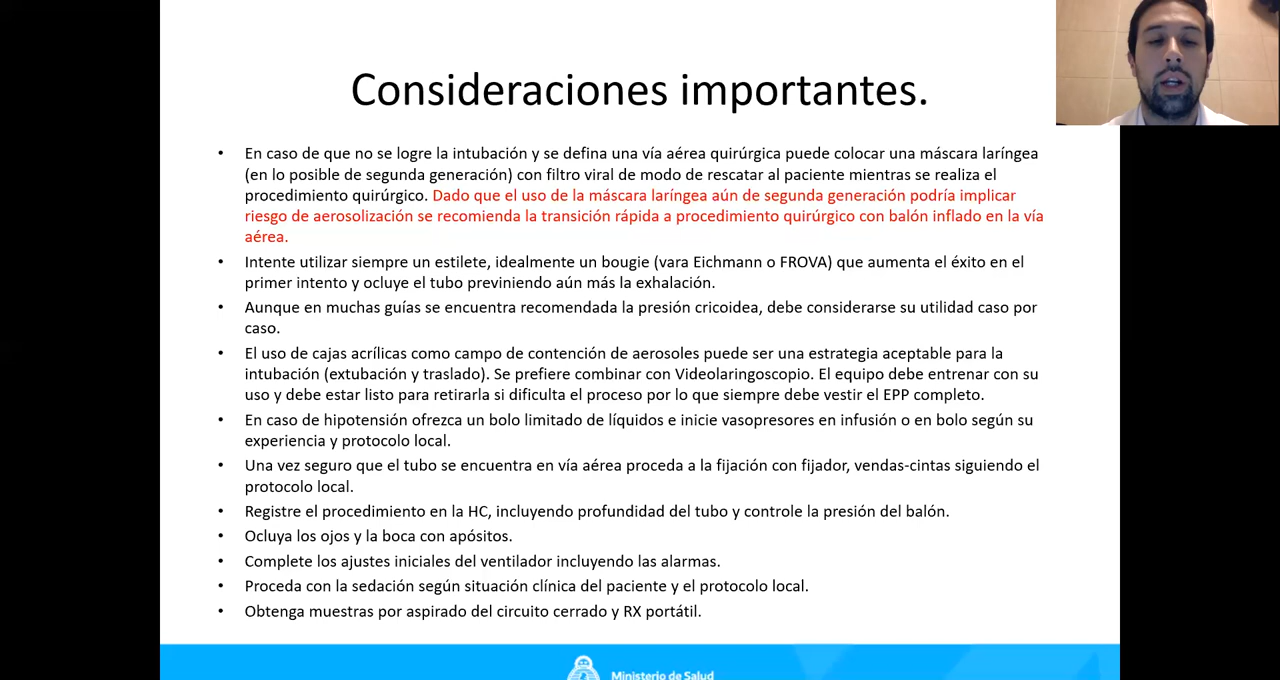 Consideraciones importantes.
• En caso de que no se logre la intubación y se defina una vía aérea quirúrgica puede colocar una máscara laríngea
(en lo posible de segunda generación) con filtro viral de modo de rescatar al paciente mientras se realiza el
procedimiento quirúrgico. Dado que el uso de la máscara laríngea aún de segunda generación podría implicar
riesgo de aerosolización se recomienda la transición rápida a procedimiento quirúrgico con balón inflado en la vía
aérea.
• Intente utilizar siempre un estilete, idealmente un bougie (vara Eichmann o FROVA) que aumenta el éxito en el
primer intento y ocluye el tubo previniendo aún más la exhalación.
• Aunque en muchas guías se encuentra recomendada la presión cricoidea, debe considerarse su utilidad caso por
caso.
• El uso de cajas acrílicas como campo de contención de aerosoles puede ser una estrategia aceptable para la
intubación (extubación y traslado). Se prefiere combinar con Videolaringoscopio. El equipo debe entrenar con su
uso y debe estar listo para retirarla si dificulta el proceso por lo que siempre debe vestir el EPP completo.
• En caso de hipotensión ofrezca un bolo limitado de líquidos e inicie vasopresores en infusión o en bolo según su
experiencia y protocolo local.
• Una vez seguro que el tubo se encuentra en vía aérea proceda a la fijación con fijador, vendas-cintas siguiendo el
protocolo local.
• Registre el procedimiento en la HC, incluyendo profundidad del tubo y controle la presión del balón.
• Ocluya los ojos y la boca con apósitos.
• Complete los ajustes iniciales del ventilador incluyendo las alarmas.
• Proceda con la sedación según situación clínica del paciente y el protocolo local.
• Obtenga muestras por aspirado del circuito cerrado y RX portátil.
Ministerio de Salud